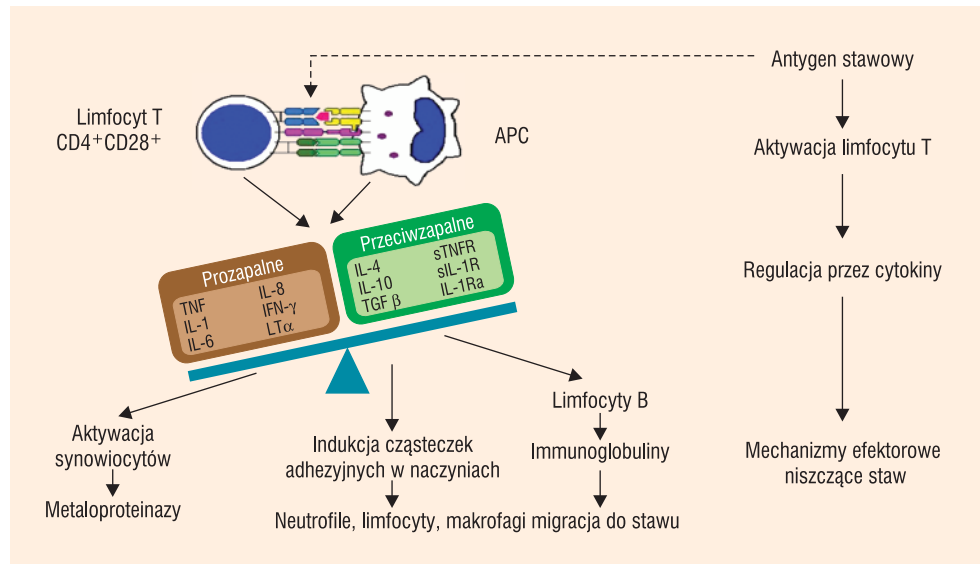 Antygen stawowy
Limfocyt T
CD4+CD28+
APC
Aktywacja limfocytu T
Prozapalne
TNF
IL-1
IL-6
IL-8
IFN-γ
LTα
Przeciwzapalne
IL-4
IL-10
TGF β
sTNFR
sIL-1R
IL-1Ra
Regulacja przez cytokiny
Aktywacja
synowiocytów
Metaloproteinazy
Indukcja cząsteczek
adhezyjnych w naczyniach
Limfocyty B
Immunoglobuliny
Neutrofile, limfocyty, makrofagi migracja do stawu
Mechanizmy efektorowe
niszczące staw